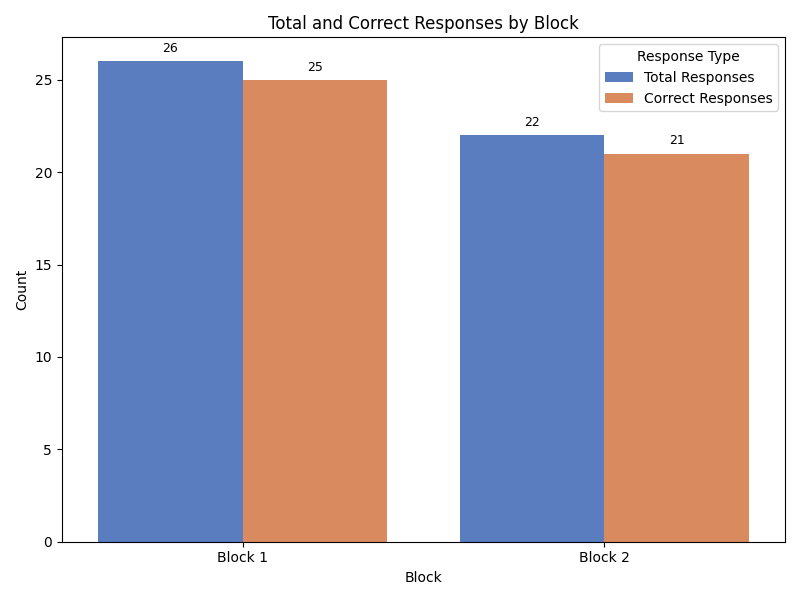 Total and Correct Responses by Block
26
25
22
21
Response Type
Total Responses
Correct Responses
25
20
15
10
5
0
Count
Block 1
Block 2
Block